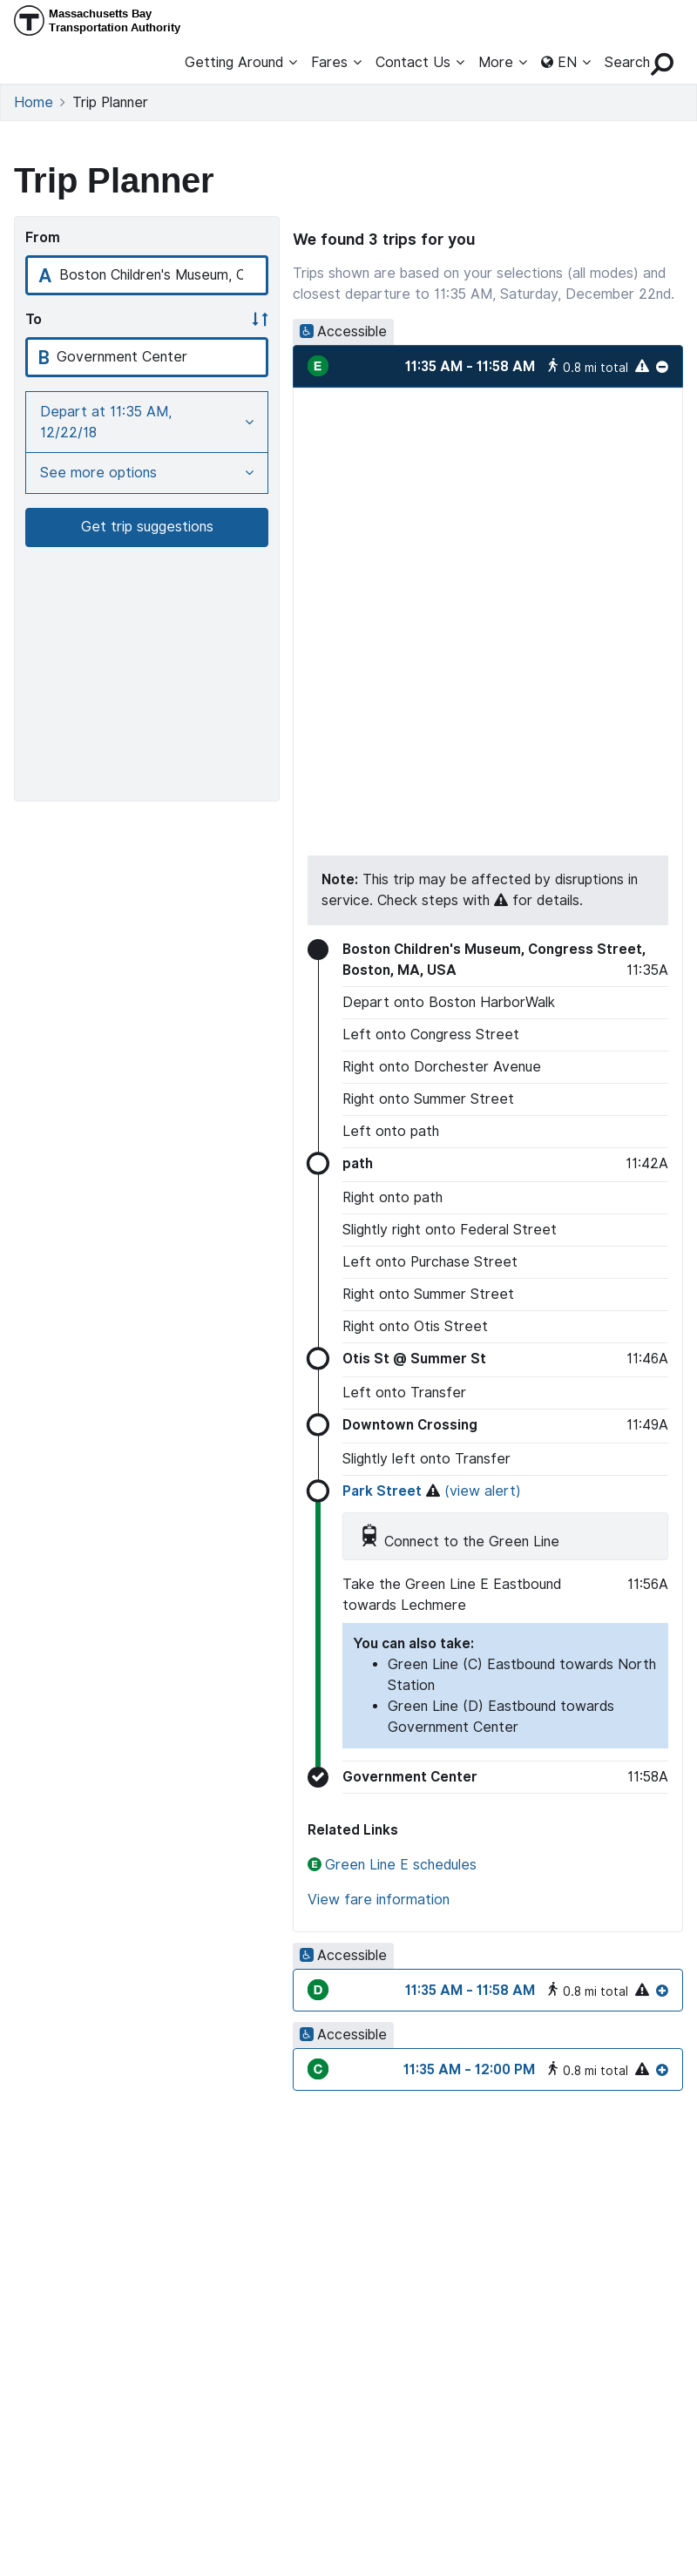 Massachusetts Bay
Transportation Authority
Getting Around
Fares
Contact Us
More
EN
Search
Home
Trip Planner
Trip Planner
From
A
Boston Children's Museum, C
To
B
Government Center
Depart at 11:35 AM,
12/22/18
See more options
Get trip suggestions
We found 3 trips for you
Trips shown are based on your selections (all modes) and
closest departure to 11:35 AM, Saturday, December 22nd.
Accessible
E
11:35 AM - 11:58 AM
0.8 mi total
Note: This trip may be affected by disruptions in
service. Check steps with for details.
Boston Children's Museum, Congress Street,
Boston, MA, USA 11:35A
Depart onto Boston HarborWalk
Left onto Congress Street
Right onto Dorchester Avenue
Right onto Summer Street
Left onto path
path 11:42A
Right onto path
Slightly right onto Federal Street
Left onto Purchase Street
Right onto Summer Street
Right onto Otis Street
Otis St @ Summer St 11:46A
Left onto Transfer
Downtown Crossing 11:49A
Slightly left onto Transfer
Park Street (view alert)
Connect to the Green Line
Take the Green Line E Eastbound 11:56A
towards Lechmere
You can also take:
• Green Line (C) Eastbound towards North
Station
• Green Line (D) Eastbound towards
Government Center
Government Center 11:58A
Related Links
E Green Line E schedules
View fare information
Accessible
D
11:35 AM - 11:58 AM
0.8 mi total
Accessible
C
11:35 AM - 12:00 PM
0.8 mi total